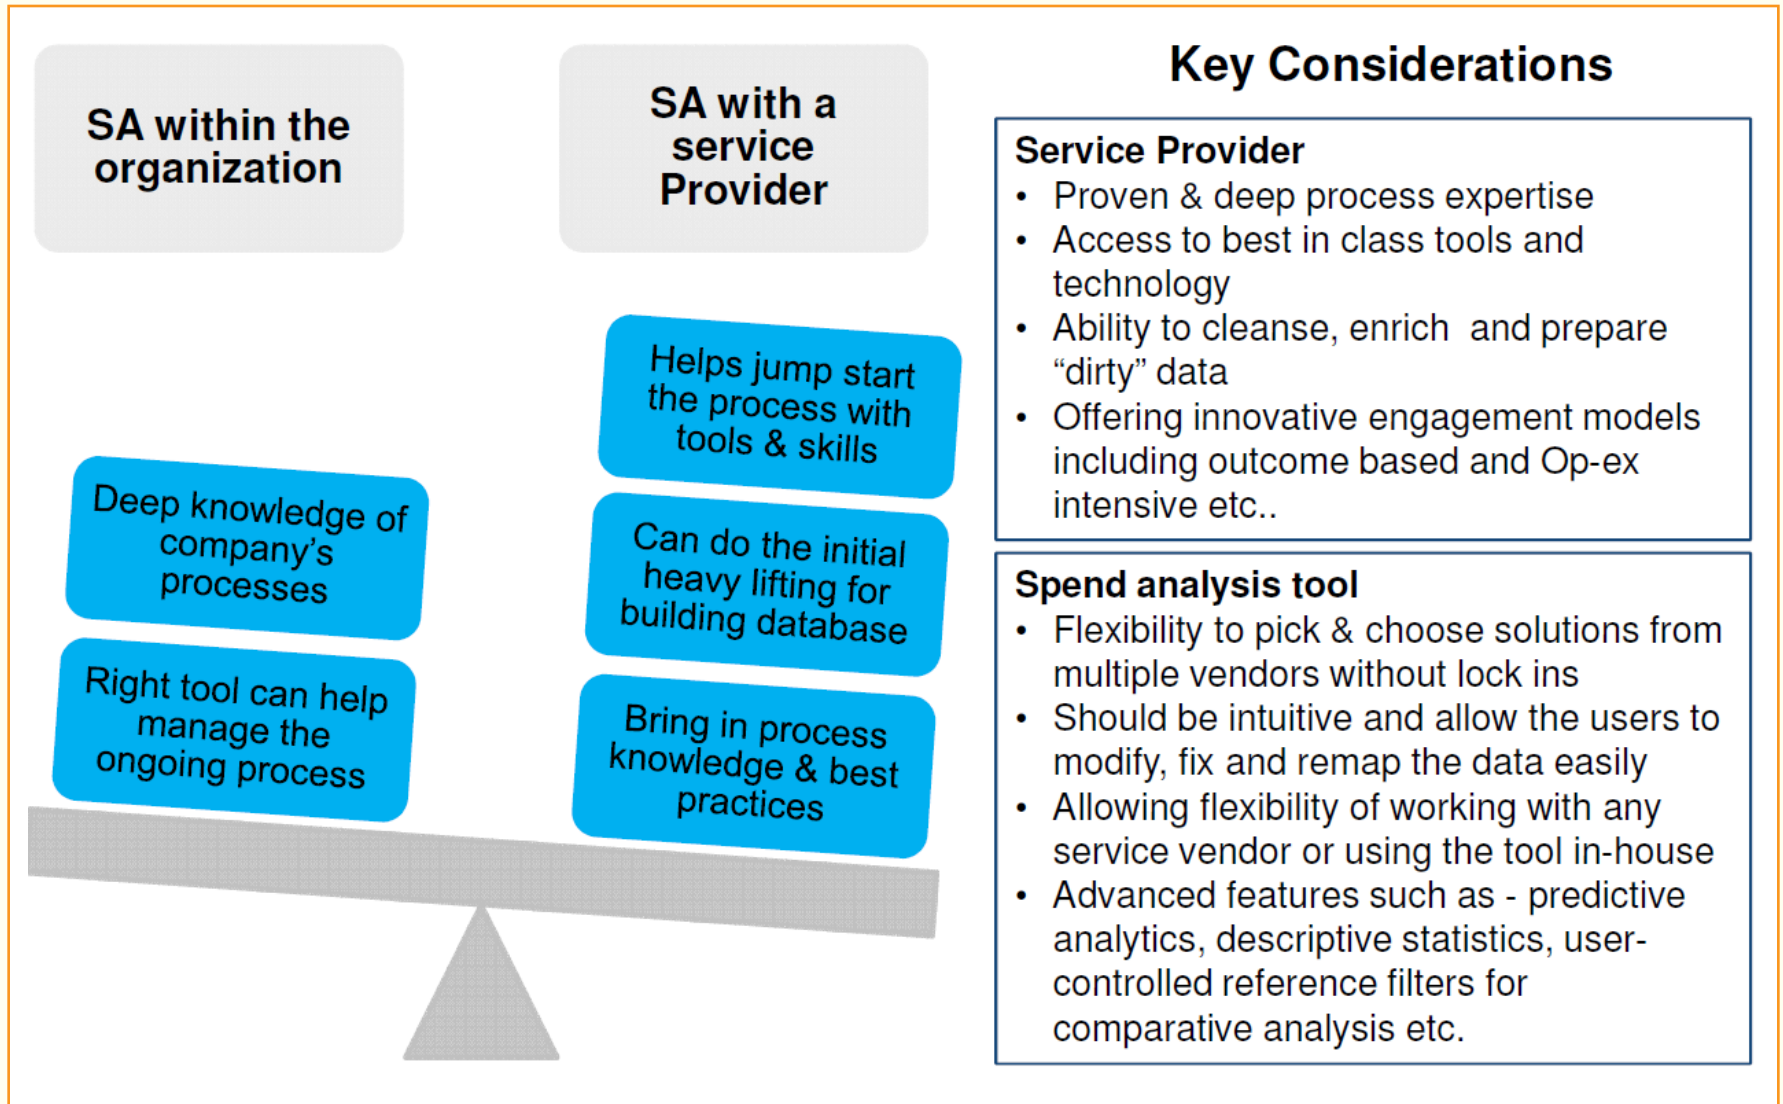 SA within the
organization
SA with a
service
Provider
Deep knowledge of
company's
processes
Right tool can help
manage the
ongoing process
Helps jump start
the process with
tools & skills
Can do the initial
heavy lifting for
building database
Bring in process
knowledge & best
practices
Key Considerations
Service Provider
• Proven & deep process expertise
• Access to best in class tools and
technology
• Ability to cleanse, enrich  and prepare
“dirty” data
• Offering innovative engagement models
including outcome based and Op-ex
intensive etc..
Spend analysis tool
• Flexibility to pick & choose solutions from
multiple vendors without lock ins
• Should be intuitive and allow the users to
modify, fix and remap the data easily
• Allowing flexibility of working with any
service vendor or using the tool in-house
• Advanced features such as - predictive
analytics, descriptive statistics, user-
controlled reference filters for
comparative analysis etc.